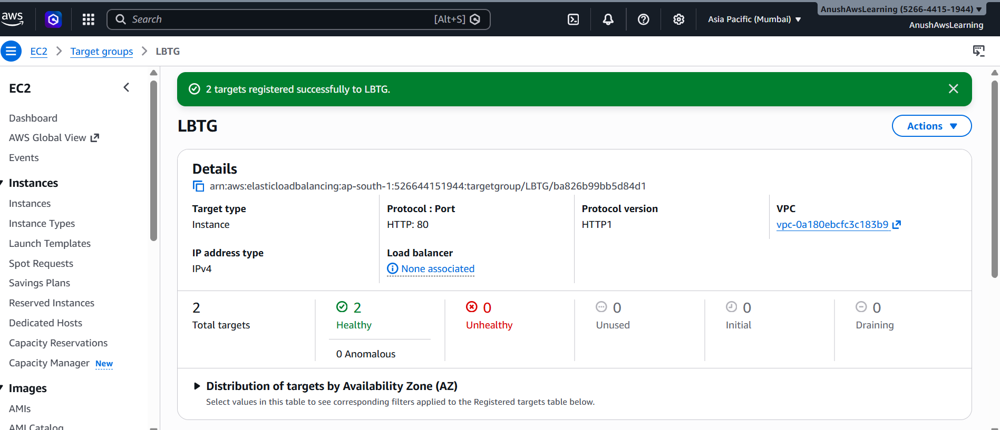 aws
Search
[Alt+S]
Asia Pacific (Mumbai)
AnushAwsLearning (5266-4415-1944)
AnushAwsLearning
EC2
Target groups
LBTG
EC2
Dashboard
AWS Global View
Events
Instances
Instances
Instance Types
Launch Templates
Spot Requests
Savings Plans
Reserved Instances
Dedicated Hosts
Capacity Reservations
Capacity Manager New
Images
AMIs
AMI Catalog
2 targets registered successfully to LBTG.
LBTG
Actions
Details
arn:aws:elasticloadbalancing:ap-south-1:526644151944:targetgroup/LBTG/ba826b99bb5d84d1
Target type
Instance
Protocol : Port
HTTP: 80
Protocol version
HTTP1
VPC
vpc-0a180ebcfc3c183b9
IP address type
IPv4
Load balancer
None associated
2
Total targets
2
Healthy
0 Anomalous
0
Unhealthy
0
Unused
0
Initial
0
Draining
Distribution of targets by Availability Zone (AZ)
Select values in this table to see corresponding filters applied to the Registered targets table below.